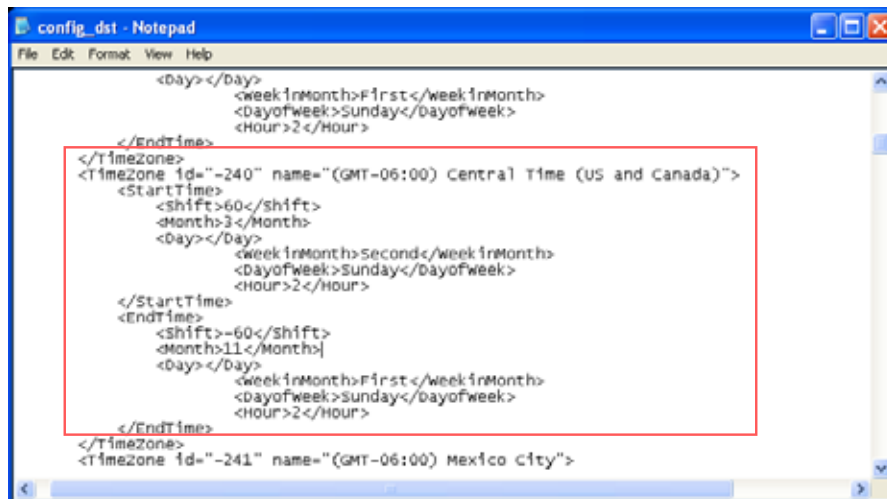 config_dst - Notepad
File Edit Format View Help
<Day></Day>
<WeekinMonth>First</WeekinMonth>
<DayofWeek>Sunday</DayofWeek>
<Hour>2</Hour>
</EndTime>
</TimeZone>
<TimeZone id="-240" name="(GMT-06:00) Central Time (US and Canada)">
<StartTime>
<Shift>60</Shift>
<Month>3</Month>
<Day></Day>
<WeekinMonth>Second</WeekinMonth>
<DayofWeek>Sunday</DayofWeek>
<Hour>2</Hour>
</StartTime>
<EndTime>
<Shift>-60</Shift>
<Month>11</Month>
<Day></Day>
<WeekinMonth>First</WeekinMonth>
<DayofWeek>Sunday</DayofWeek>
<Hour>2</Hour>
</EndTime>
</TimeZone>
<TimeZone id="-241" name="(GMT-06:00) Mexico City">